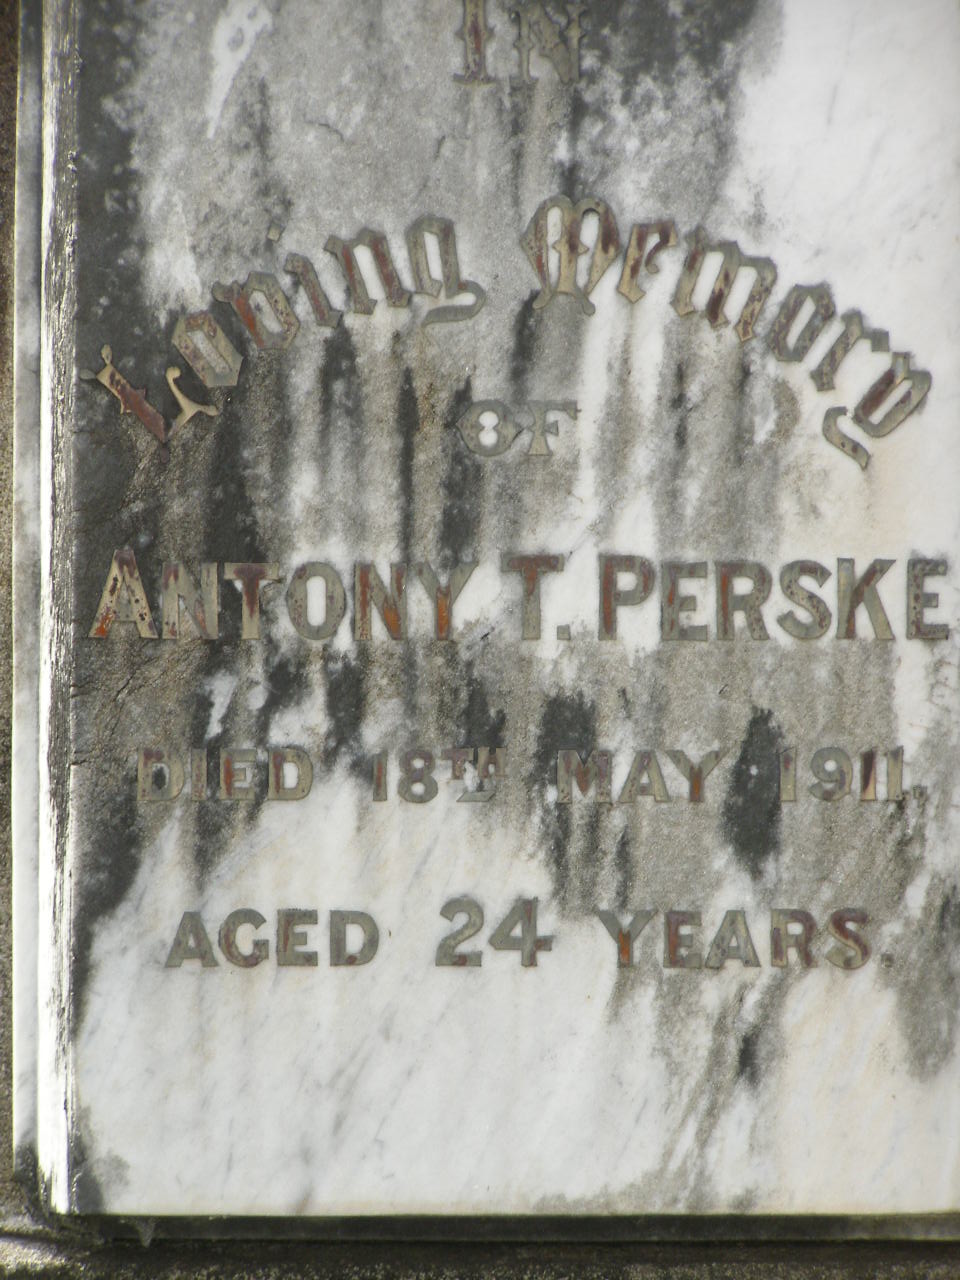 IN
Loving Memory
OF
ANTONY T. PERSKE
DIED 18TH MAY 1911.
AGED 24 YEARS.